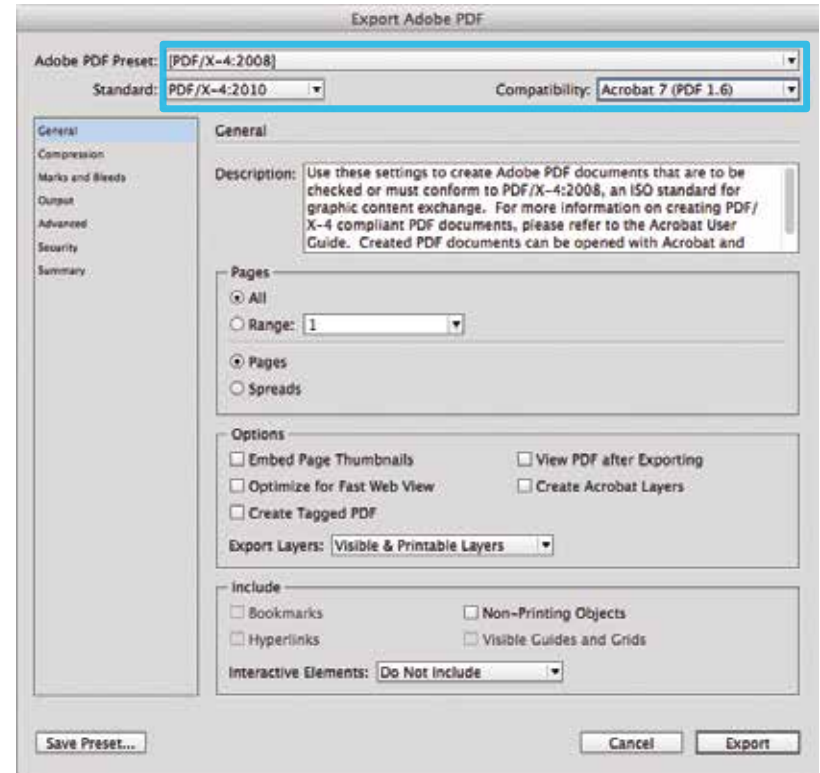 Export Adobe PDF
Adobe PDF Preset: [PDF/X-4:2008]
Standard: PDF/X-4:2010 Compatibility: Acrobat 7 (PDF 1.6)
General
Compression
Marks and Bleeds
Output
Advanced
Security
Summary
General
Description: Use these settings to create Adobe PDF documents that are to be
checked or must conform to PDF/X-4:2008, an ISO standard for
graphic content exchange. For more information on creating PDF/
X-4 compliant PDF documents, please refer to the Acrobat User
Guide. Created PDF documents can be opened with Acrobat and
Pages
All
Range: 1
Pages
Spreads
Options
Embed Page Thumbnails View PDF after Exporting
Optimize for Fast Web View Create Acrobat Layers
Create Tagged PDF
Export Layers: Visible & Printable Layers
Include
Bookmarks Non-Printing Objects
Hyperlinks Visible Guides and Grids
Interactive Elements: Do Not Include
Save Preset... Cancel Export